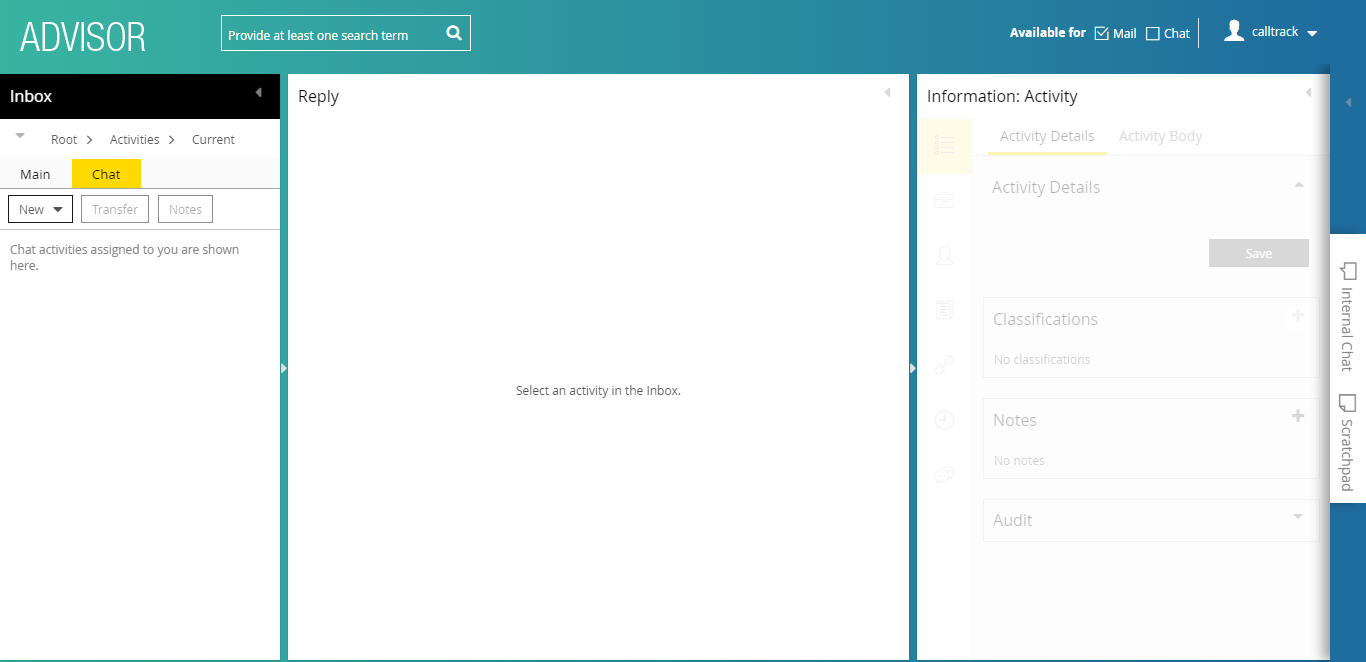 ADVISOR
Provide at least one search term
Available for Mail Chat
calltrack
Inbox
Root Activities Current
Main Chat
New Transfer Notes
Chat activities assigned to you are shown
here.
Reply
Select an activity in the Inbox.
Information: Activity
Activity Details Activity Body
Activity Details
Save
Classifications
No classifications
Notes
No notes
Audit
Internal Chat
Scratchpad